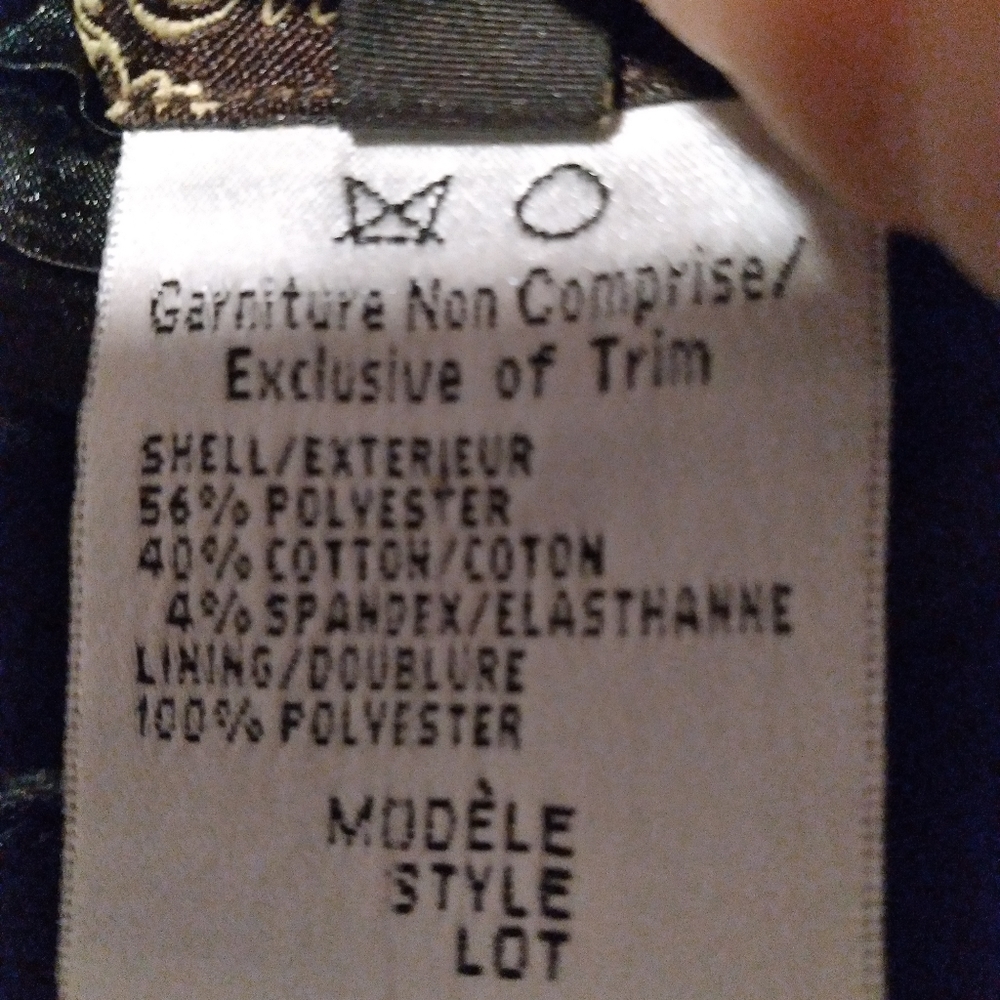 Garniture Non Comprise/
Exclusive of Trim
SHELL/EXTERIEUR
56% POLYESTER
40% COTTON/COTON
4% SPANDEX/ELASTHANNE
LINING/DOUBLURE
100% POLYESTER
MODÈLE
STYLE
LOT